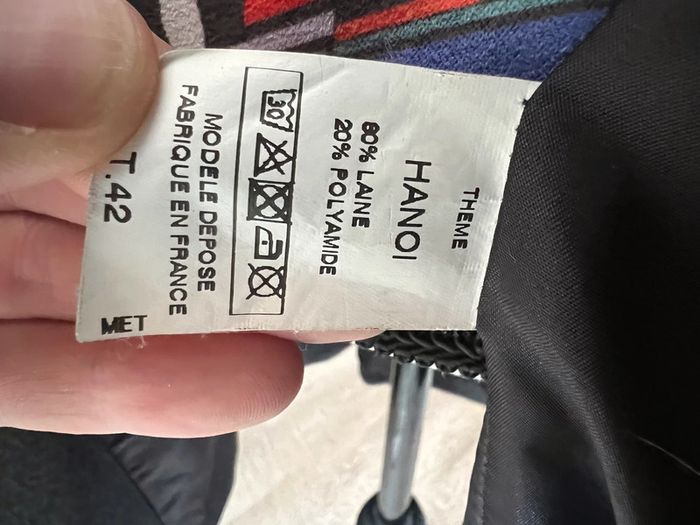 THEME
HANOI
80% LAINE
20% POLYAMIDE
30
MODELE DEPOSE
FABRIQUE EN FRANCE
T.42
MET